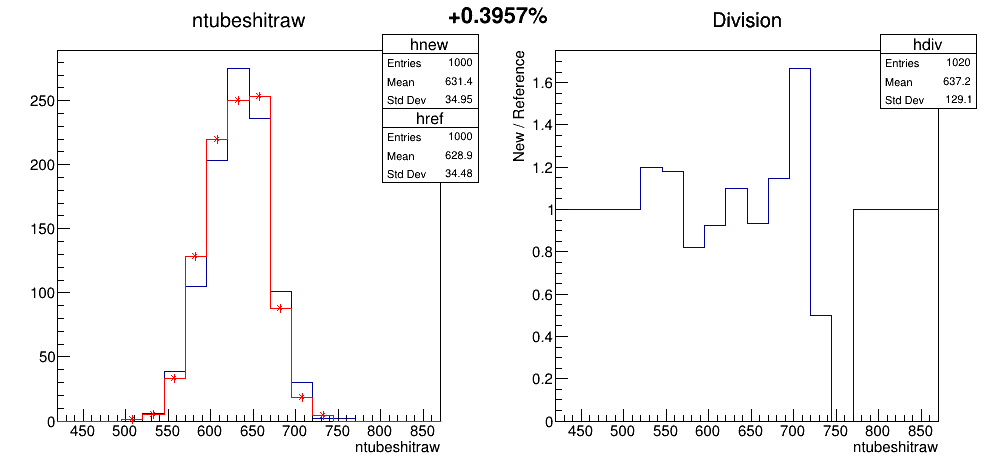 +0.3957%
ntubeshitraw
hnew
Entries 1000
Mean 631.4
Std Dev 34.95
href
Entries 1000
Mean 628.9
Std Dev 34.48
250
200
150
100
50
0
450 500 550 600 650 700 750 800 850
ntubeshitraw
Division
hdiv
Entries 1020
Mean 637.2
Std Dev 129.1
New / Reference
1.6
1.4
1.2
1
0.8
0.6
0.4
0.2
0
450 500 550 600 650 700 750 800 850
ntubeshitraw